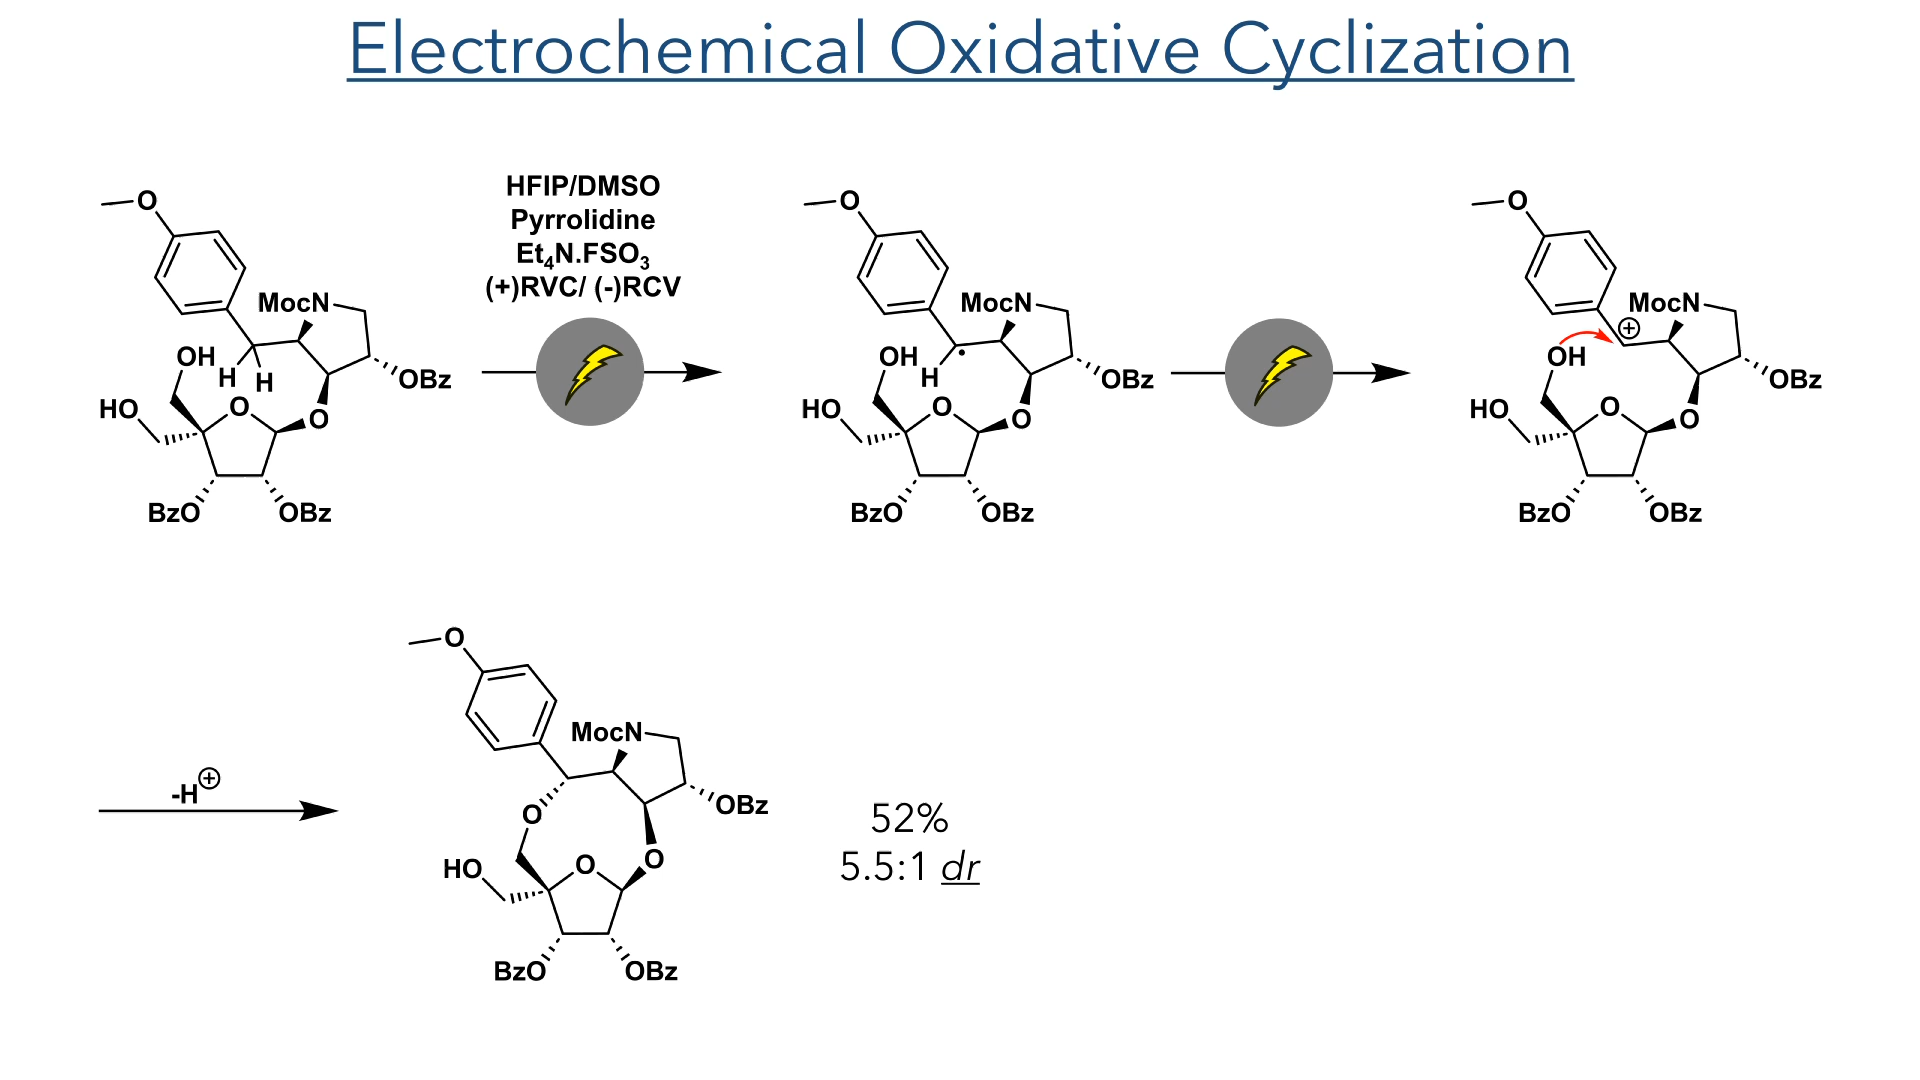 Electrochemical Oxidative Cyclization
HFIP/DMSO
Pyrrolidine
Et4N.FSO3
(+)RVC/ (-)RCV
O
MocN
OH
H
H
OBz
HO
O
O
BzO
OBz
O
MocN
OH
H
OBz
HO
O
O
BzO
OBz
O
MocN
+
OH
OBz
HO
O
O
BzO
OBz
-H+
O
MocN
O
OBz
HO
O
O
BzO
OBz
52%
5.5:1 dr